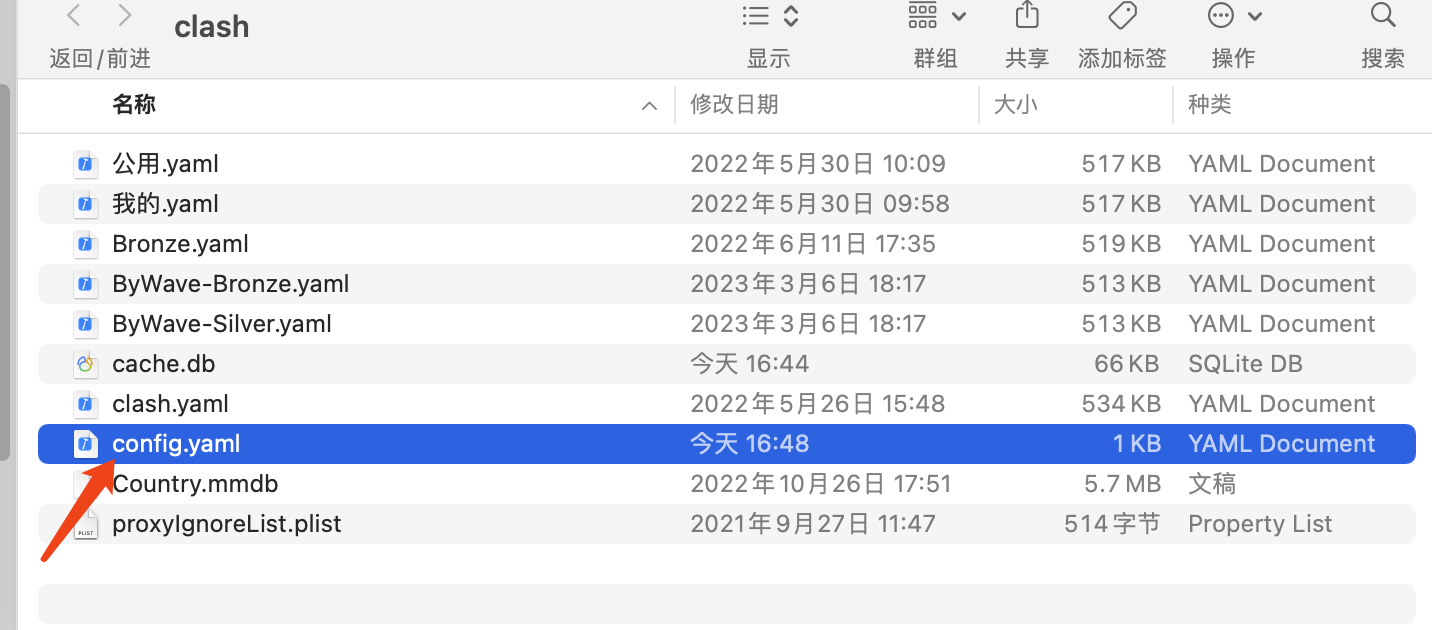 clash
返回/前进 显示 群组 共享 添加标签 操作 搜索
名称 修改日期 大小 种类
公用.yaml 2022年5月30日 10:09 517 KB YAML Document
我的.yaml 2022年5月30日 09:58 517 KB YAML Document
Bronze.yaml 2022年6月11日 17:35 519 KB YAML Document
ByWave-Bronze.yaml 2023年3月6日 18:17 513 KB YAML Document
ByWave-Silver.yaml 2023年3月6日 18:17 513 KB YAML Document
cache.db 今天 16:44 66 KB SQLite DB
clash.yaml 2022年5月26日 15:48 534 KB YAML Document
config.yaml 今天 16:48 1 KB YAML Document
Country.mmdb 2022年10月26日 17:51 5.7 MB 文稿
PLIST proxyIgnoreList.plist 2021年9月27日 11:47 514 字节 Property List